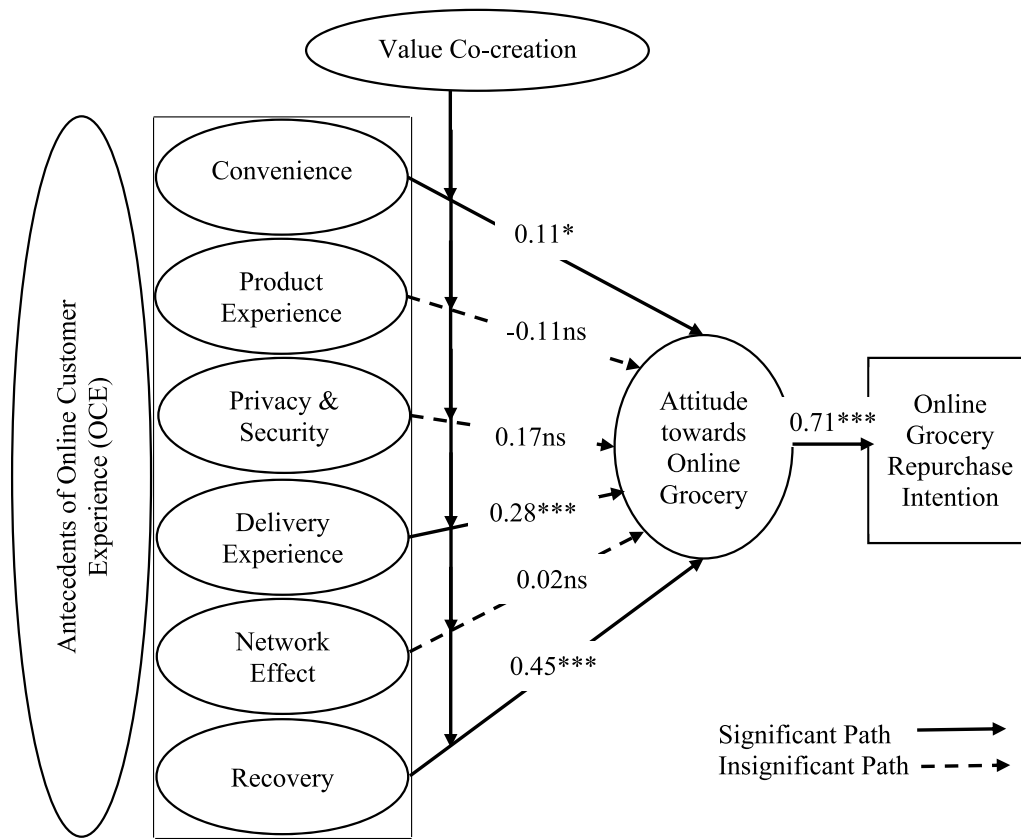 Value Co-creation
Antecedents of Online Customer
Experience (OCE)
Convenience
Product
Experience
Privacy &
Security
Delivery
Experience
Network
Effect
Recovery
0.11*
-0.11ns
0.17ns
0.28***
0.02ns
0.45***
Attitude
towards
Online
Grocery
0.71***
Online
Grocery
Repurchase
Intention
Significant Path
Insignificant Path